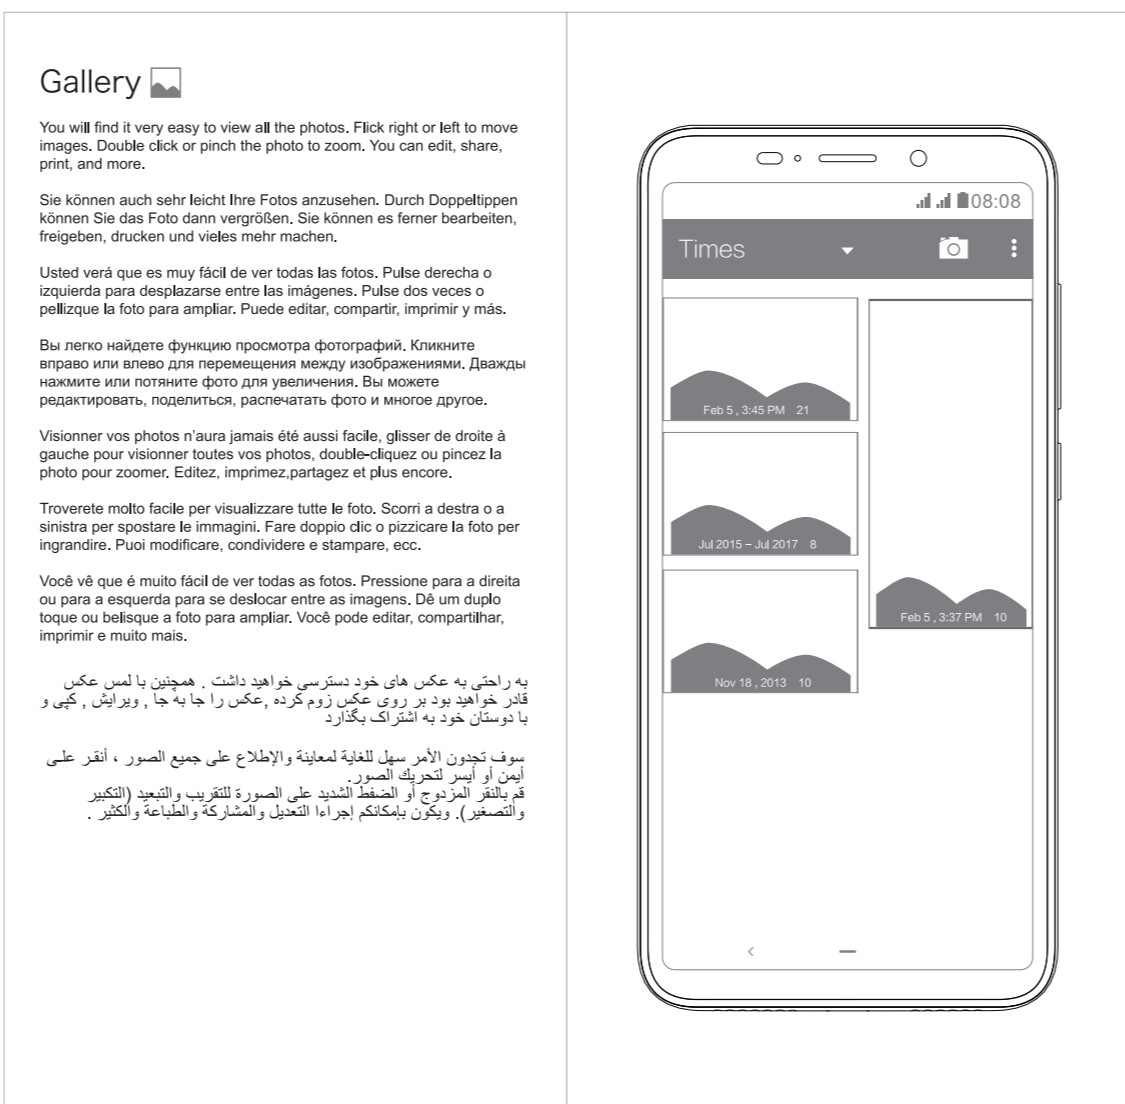 Gallery
You will find it very easy to view all the photos. Flick right or left to move
images. Double click or pinch the photo to zoom. You can edit, share,
print, and more.
Sie können auch sehr leicht Ihre Fotos anzusehen. Durch Doppeltippen
können Sie das Foto dann vergrößen. Sie können es ferner bearbeiten,
freigeben, drucken und vieles mehr machen.
Usted verá que es muy fácil de ver todas las fotos. Pulse derecha o
izquierda para desplazarse entre las imágenes. Pulse dos veces o
pellizque la foto para ampliar. Puede editar, compartir, imprimir y más.
Вы легко найдете функцию просмотра фотографий. Кликните
вправо или влево для перемещения между изображениями. Дважды
нажмите или потяните фото для увеличения. Вы можете
редактировать, поделиться, распечатать фото и многое другое.
Visionner vos photos n’aura jamais été aussi facile, glisser de droite à
gauche pour visionner toutes vos photos, double-cliquez ou pincez la
photo pour zoomer. Editez, imprimez,partagez et plus encore.
Troverete molto facile per visualizzare tutte le foto. Scorri a destra o a
sinistra per spostare le immagini. Fare doppio clic o pizzicare la foto per
ingrandire. Puoi modificare, condividere e stampare, ecc.
Você vê que é muito fácil de ver todas as fotos. Pressione para a direita
ou para a esquerda para se deslocar entre as imagens. Dê um duplo
toque ou belisque a foto para ampliar. Você pode editar, compartilhar,
imprimir e muito mais.
به راحتی به عکس های خود دسترسی خواهید داشت . همچنین با لمس عکس
قادر خواهید بود بر روی عکس زوم کرده ,عکس را جا به جا , ویرایش , کپی و
با دوستان خود به اشتراک بگذارد
سوف تجدون الأمر سهل للغاية لمعاينة والإطلاع على جميع الصور ، أنقر على
أيمن أو أيسر لتحريك الصور.
قم بالنقر المزدوج أو الضغط الشديد على الصورة للتقريب والتبعيد (التكبير
والتصغير). ويكون بإمكانكم إجراءا التعديل والمشاركة والطباعة والكثير .
08:08
Times
Feb 5 , 3:45 PM 21
Jul 2015 – Jul 2017 8
Feb 5 , 3:37 PM 10
Nov 18 , 2013 10